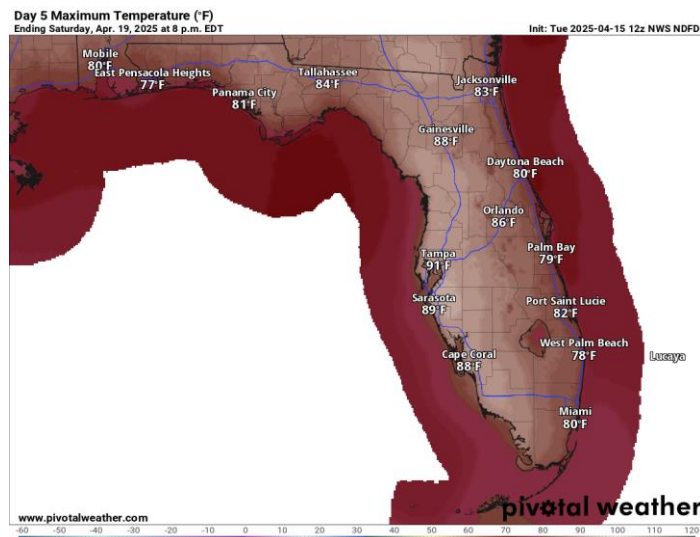 Day 5 Maximum Temperature (°F)
Ending Saturday, Apr. 19, 2025 at 8 p.m. EDT
Init: Tue 2025-04-15 12z NWS NDFD
Mobile
80°F
East Pensacola Heights
77°F
Panama City
81°F
Tallahassee
84°F
Jacksonville
83°F
Gainesville
88°F
Daytona Beach
80°F
Orlando
86°F
Palm Bay
79°F
Tampa
91°F
Sarasota
89°F
Port Saint Lucie
82°F
West Palm Beach
78°F
Lucaya
Cape Coral
88°F
Miami
80°F
pivotal weather
www.pivotalweather.com
-60 -50 -40 -30 -20 -10 0 10 20 30 40 50 60 70 80 90 100 110 120